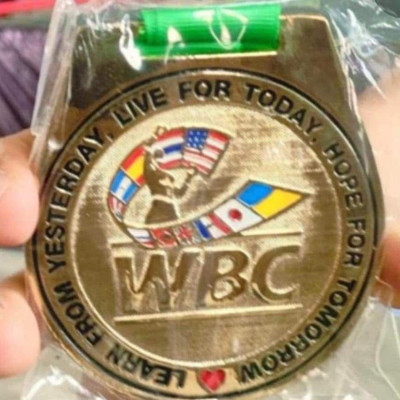 LEARN FROM YESTERDAY, LIVE FOR TODAY, HOPE FOR TOMORROW
WBC